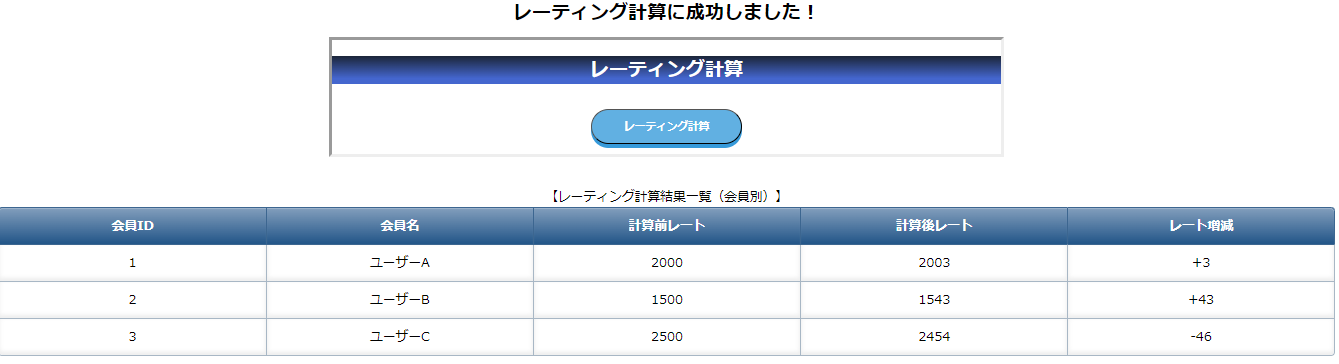 レーティング計算に成功しました！
レーティング計算
レーティング計算
【レーティング計算結果一覧（会員別）】
会員ID 会員名 計算前レート 計算後レート レート増減
1 ユーザーA 2000 2003 +3
2 ユーザーB 1500 1543 +43
3 ユーザーC 2500 2454 -46